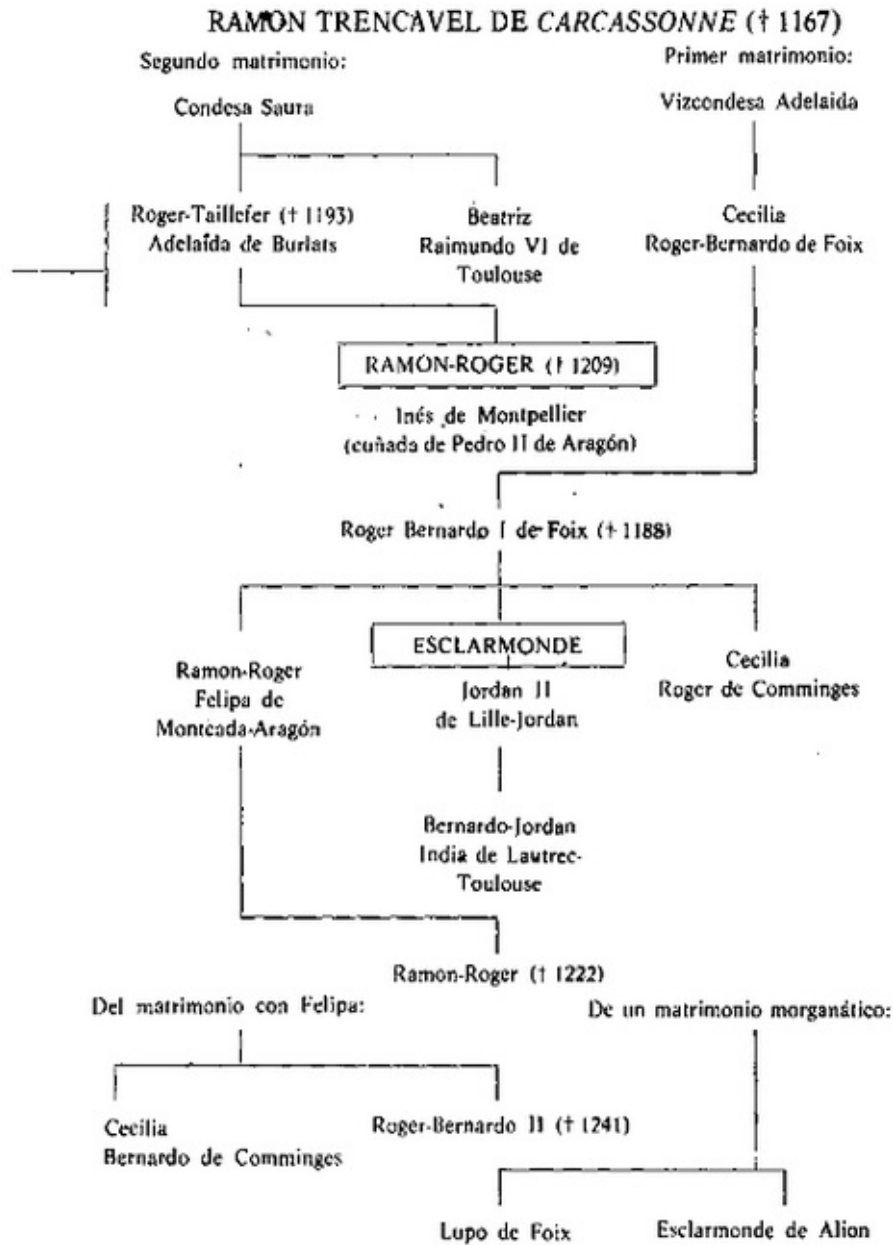 RAMON TRENCAVEL DE CARCASSONNE († 1167)
Segundo matrimonio:
Primer matrimonio:
Condesa Saura
Vizcondesa Adelaida
Roger-Taillefer († 1193)
Adelaída de Burlats
Beatriz
Raimundo VI de
Toulouse
Cecilia
Roger-Bernardo de Foix
RAMON-ROGER († 1209)
Inés de Montpellier
(cuñada de Pedro II de Aragón)
Roger Bernardo I de Foix († 1188)
Ramon-Roger
Felipa de
Montcada-Aragón
ESCLARMONDE
Jordan II
de Lille-Jordan
Cecilia
Roger de Comminges
Bernardo-Jordan
India de Lautrec-
Toulouse
Ramon-Roger († 1222)
Del matrimonio con Felipa:
De un matrimonio morganático:
Cecilia
Bernardo de Comminges
Roger-Bernardo II († 1241)
Lupo de Foix
Esclarmonde de Alion